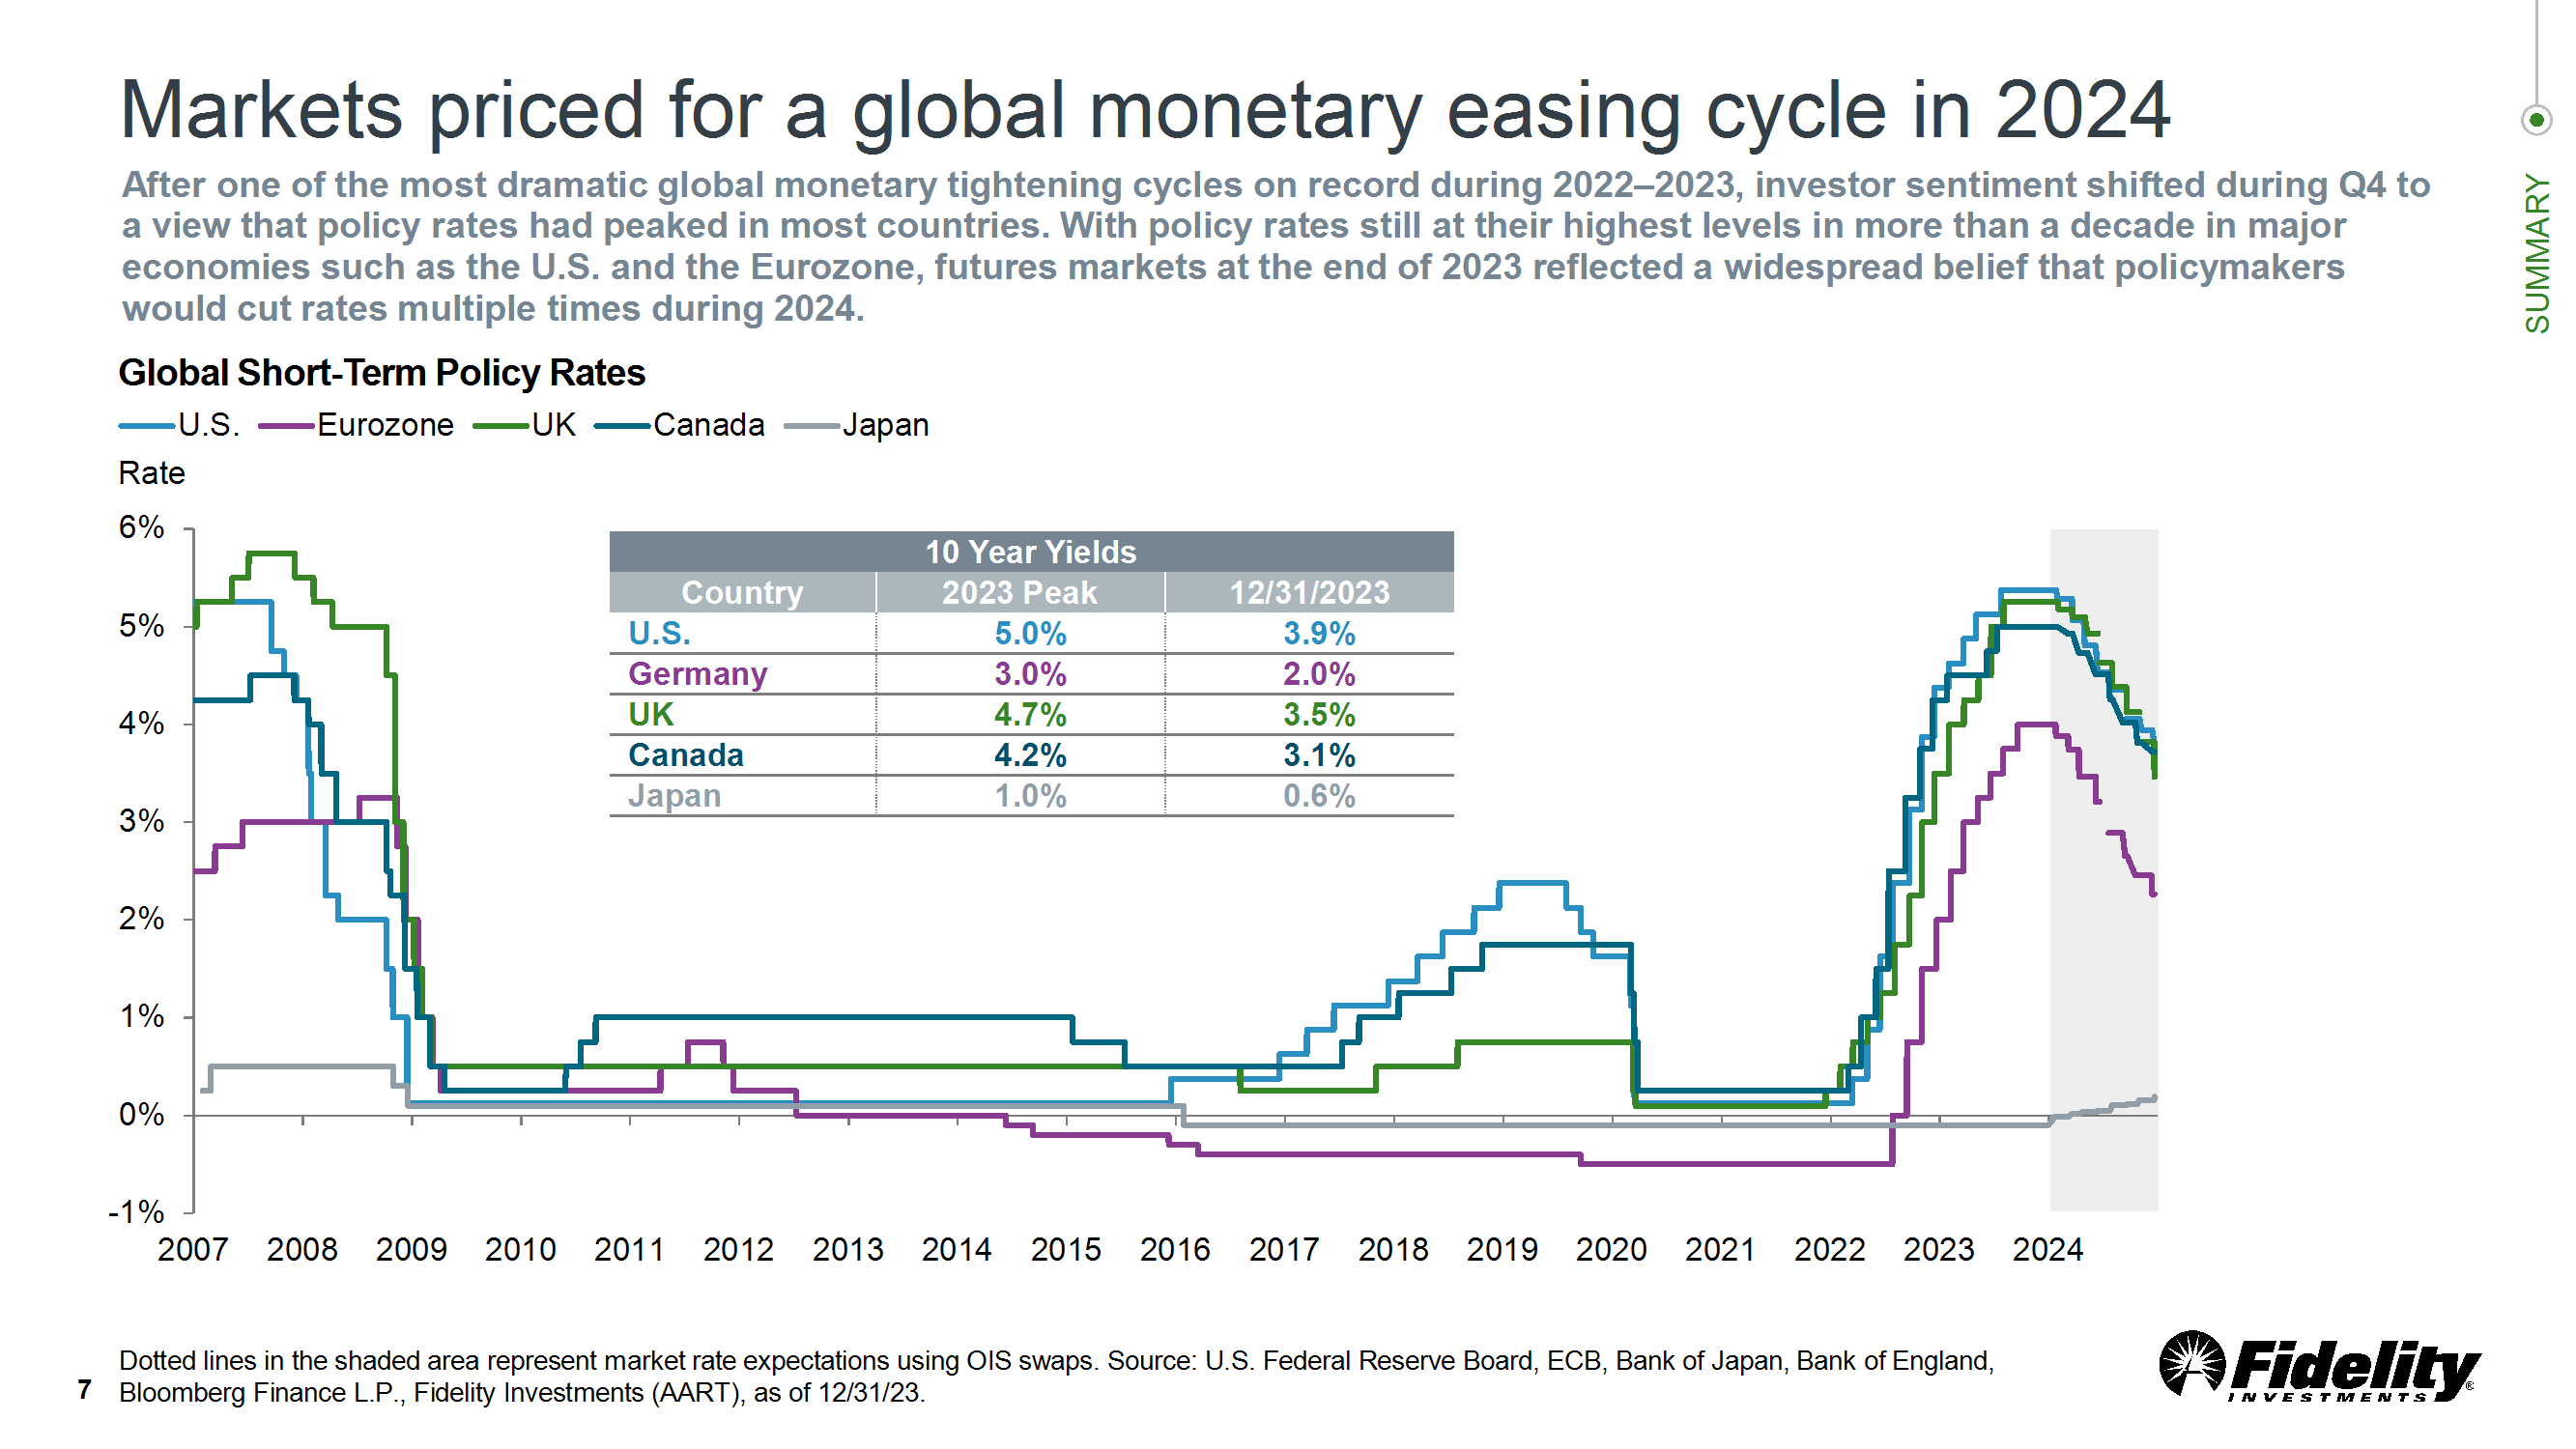 Markets priced for a global monetary easing cycle in 2024
After one of the most dramatic global monetary tightening cycles on record during 2022–2023, investor sentiment shifted during Q4 to
a view that policy rates had peaked in most countries. With policy rates still at their highest levels in more than a decade in major
economies such as the U.S. and the Eurozone, futures markets at the end of 2023 reflected a widespread belief that policymakers
would cut rates multiple times during 2024.
SUMMARY
Global Short-Term Policy Rates
U.S. Eurozone UK Canada Japan
Rate
6%
5%
4%
3%
2%
1%
0%
-1%
10 Year Yields
Country 2023 Peak 12/31/2023
U.S. 5.0% 3.9%
Germany 3.0% 2.0%
UK 4.7% 3.5%
Canada 4.2% 3.1%
Japan 1.0% 0.6%
2007 2008 2009 2010 2011 2012 2013 2014 2015 2016 2017 2018 2019 2020 2021 2022 2023 2024
Dotted lines in the shaded area represent market rate expectations using OIS swaps. Source: U.S. Federal Reserve Board, ECB, Bank of Japan, Bank of England,
Bloomberg Finance L.P., Fidelity Investments (AART), as of 12/31/23.
7
Fidelity®
INVESTMENTS